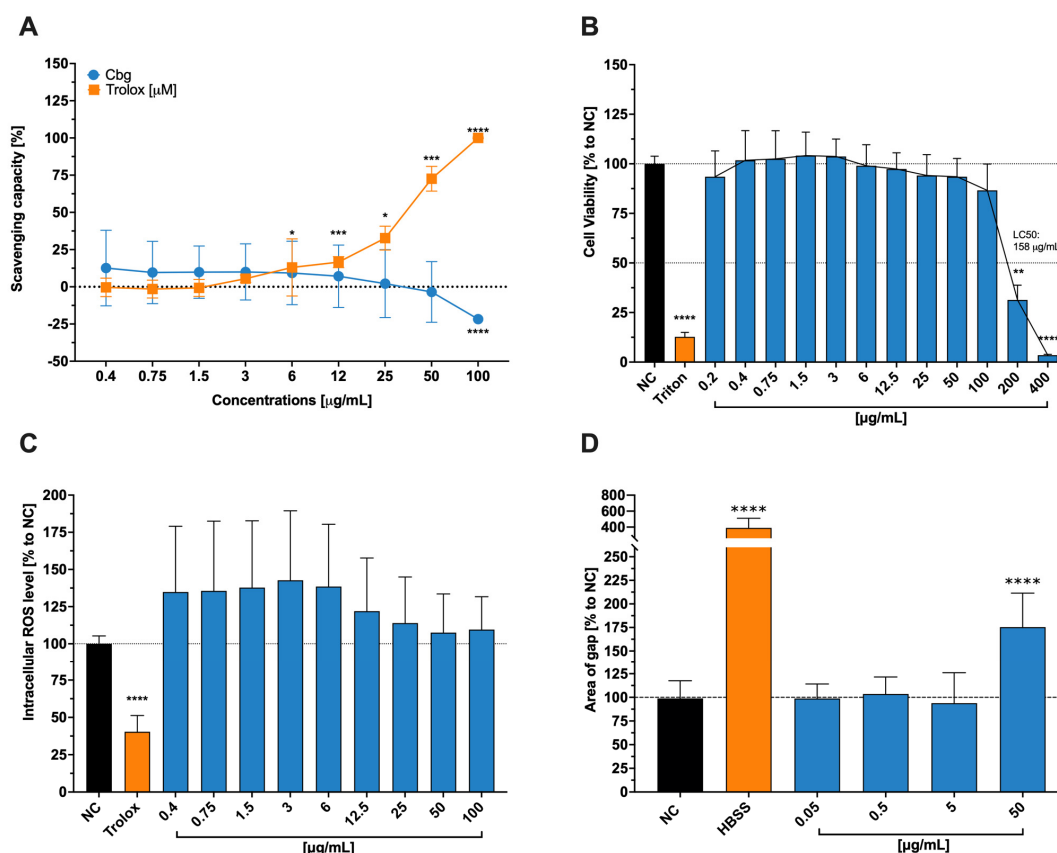 A
Cbg
Trolox [μM]
Scavenging capacity [%]
150
125
100
75
50
25
0
-25
-50
*
***
*
***
****
****
0.4 0.75 1.5 3 6 12 25 50 100
Concentrations [μg/mL]
B
Cell Viability [% to NC]
150
125
100
75
50
25
0
****
LC50:
158 μg/mL
**
****
NC Triton 0.2 0.4 0.75 1.5 3 6 12.5 25 50 100 200 400
[μg/mL]
C
Intracellular ROS level [% to NC]
200
175
150
125
100
75
50
25
0
****
NC Trolox 0.4 0.75 1.5 3 6 12.5 25 50 100
[μg/mL]
D
Area of gap [% to NC]
800
600
400
250
225
200
175
150
125
100
75
50
25
0
****
****
NC HBSS 0.05 0.5 5 50
[μg/mL]